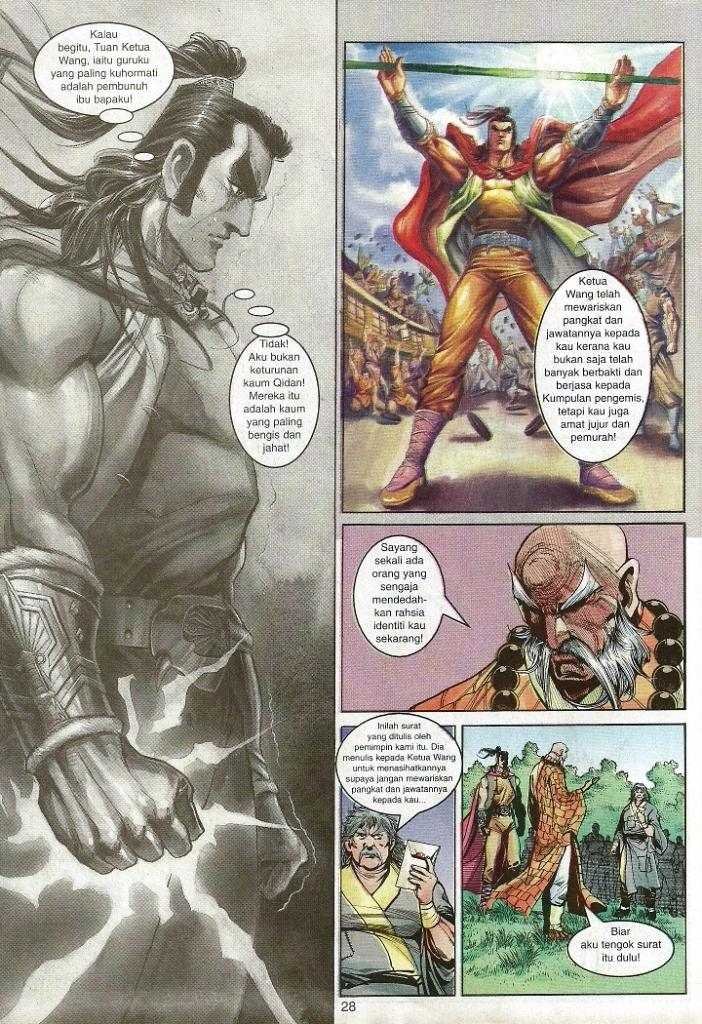 Kalau
begitu, Tuan Ketua
Wang, iaitu guruku
yang paling kuhormati
adalah pembunuh
ibu bapaku!
Tidak!
Aku bukan
keturunan
kaum Qidan!
Mereka itu
adalah kaum
yang paling
bengis dan
jahat!
Ketua
Wang telah
mewariskan
pangkat dan
jawatannya kepada
kau kerana kau
bukan saja telah
banyak berbakti dan
berjasa kepada
Kumpulan pengemis,
tetapi kau juga
amat jujur dan
pemurah!
Sayang
sekali ada
orang yang
sengaja
mendedah-
kan rahsia
identiti kau
sekarang!
Inilah surat
yang ditulis oleh
pemimpin kami itu. Dia
menulis kepada Ketua Wang
untuk menasihatkannya
supaya jangan mewariskan
pangkat dan jawatannya
kepada kau...
Biar
aku tengok surat
itu dulu!
28